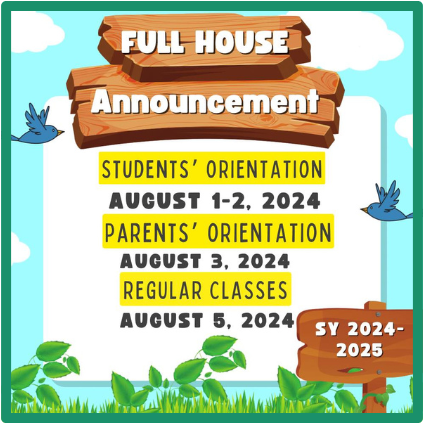 FULL HOUSE
Announcement
STUDENTS' ORIENTATION
AUGUST 1-2, 2024
PARENTS' ORIENTATION
AUGUST 3, 2024
REGULAR CLASSES
AUGUST 5, 2024
SY 2024-
2025